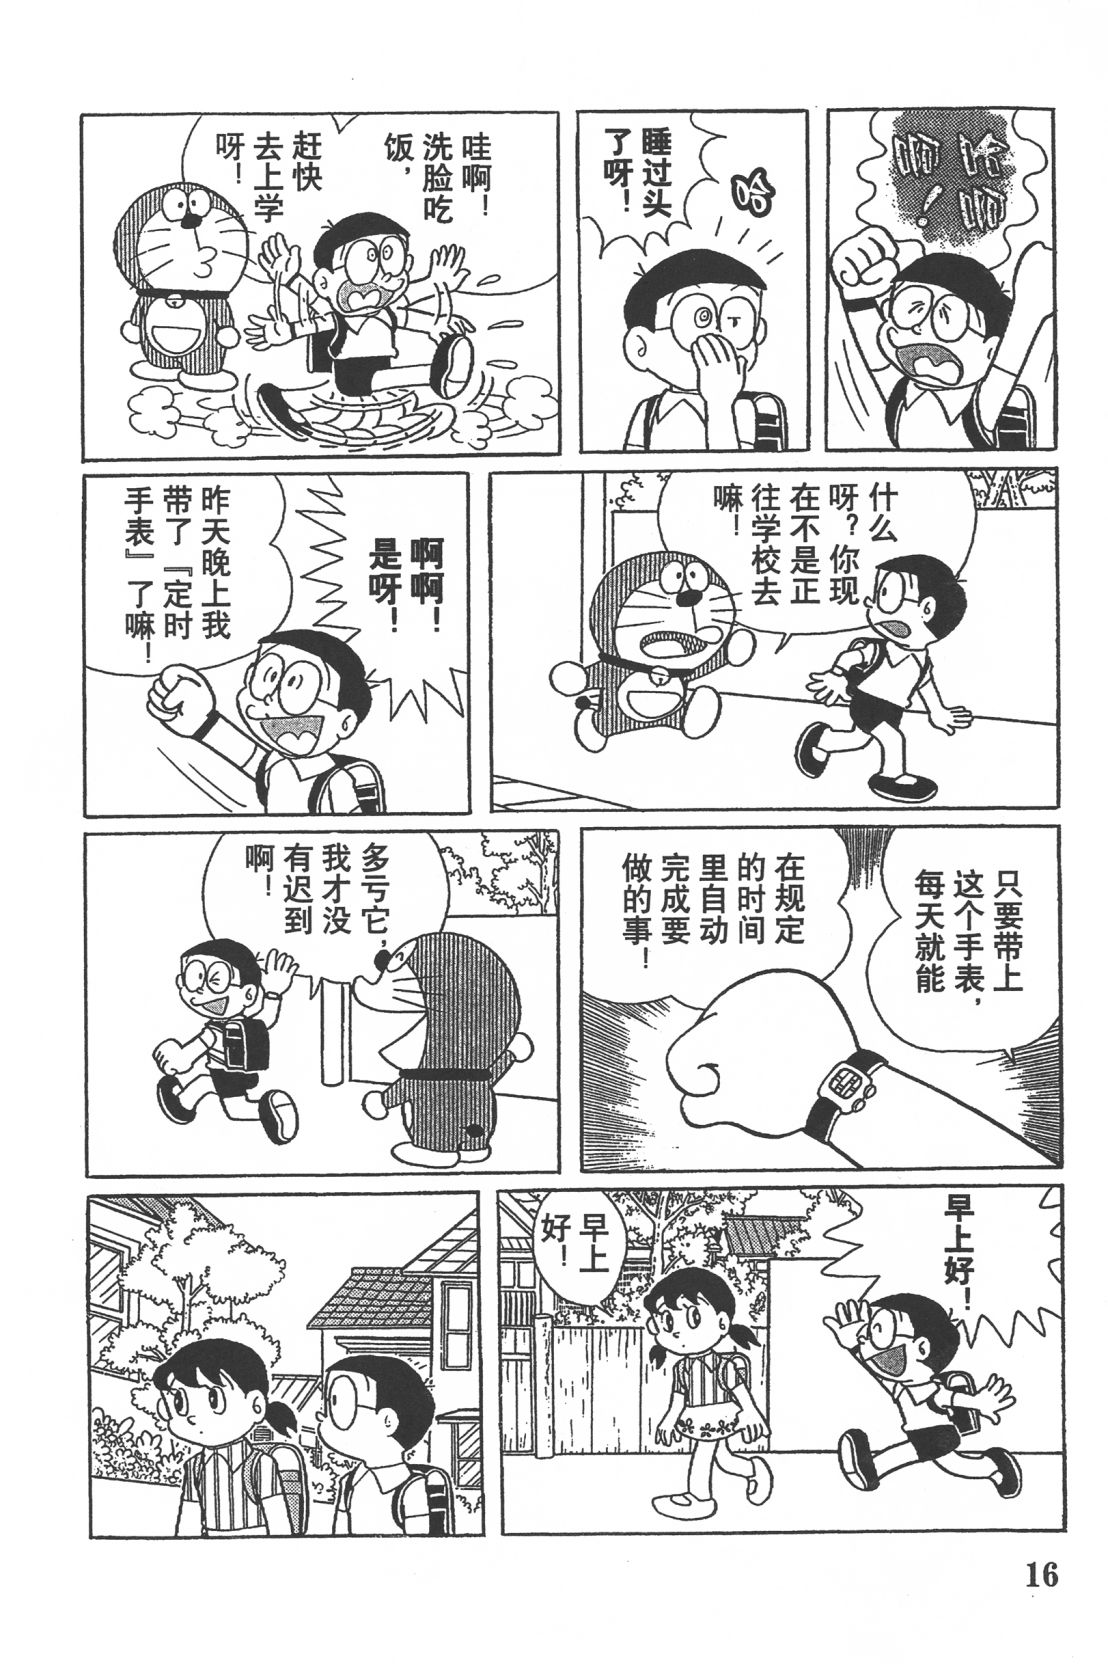 哈啊
啊！
睡过头
了呀！
哈
哇啊！
洗脸吃
饭，
赶快
去上学
呀！
什么
呀？你现
在不是正
往学校去
嘛！
啊啊！
是呀！
昨天晚上我
带了『定时
手表』了嘛！
只要带上
这个手表，
每天就能
在规定
的时间
里自动
完成要
做的事！
多亏它，
我才没
有迟到
啊！
早上好！
早上
好！
16